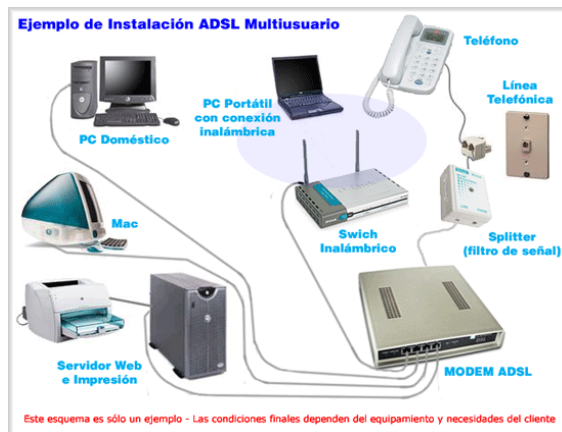 Ejemplo de Instalación ADSL Multiusuario
Teléfono
Línea
Telefónica
PC Portátil
con conexión
inalámbrica
PC Doméstico
Mac
Swich
Inalámbrico
Splitter
(filtro de señal)
Servidor Web
e Impresión
MODEM ADSL
Este esquema es sólo un ejemplo - Las condiciones finales dependen del equipamiento y necesidades del cliente